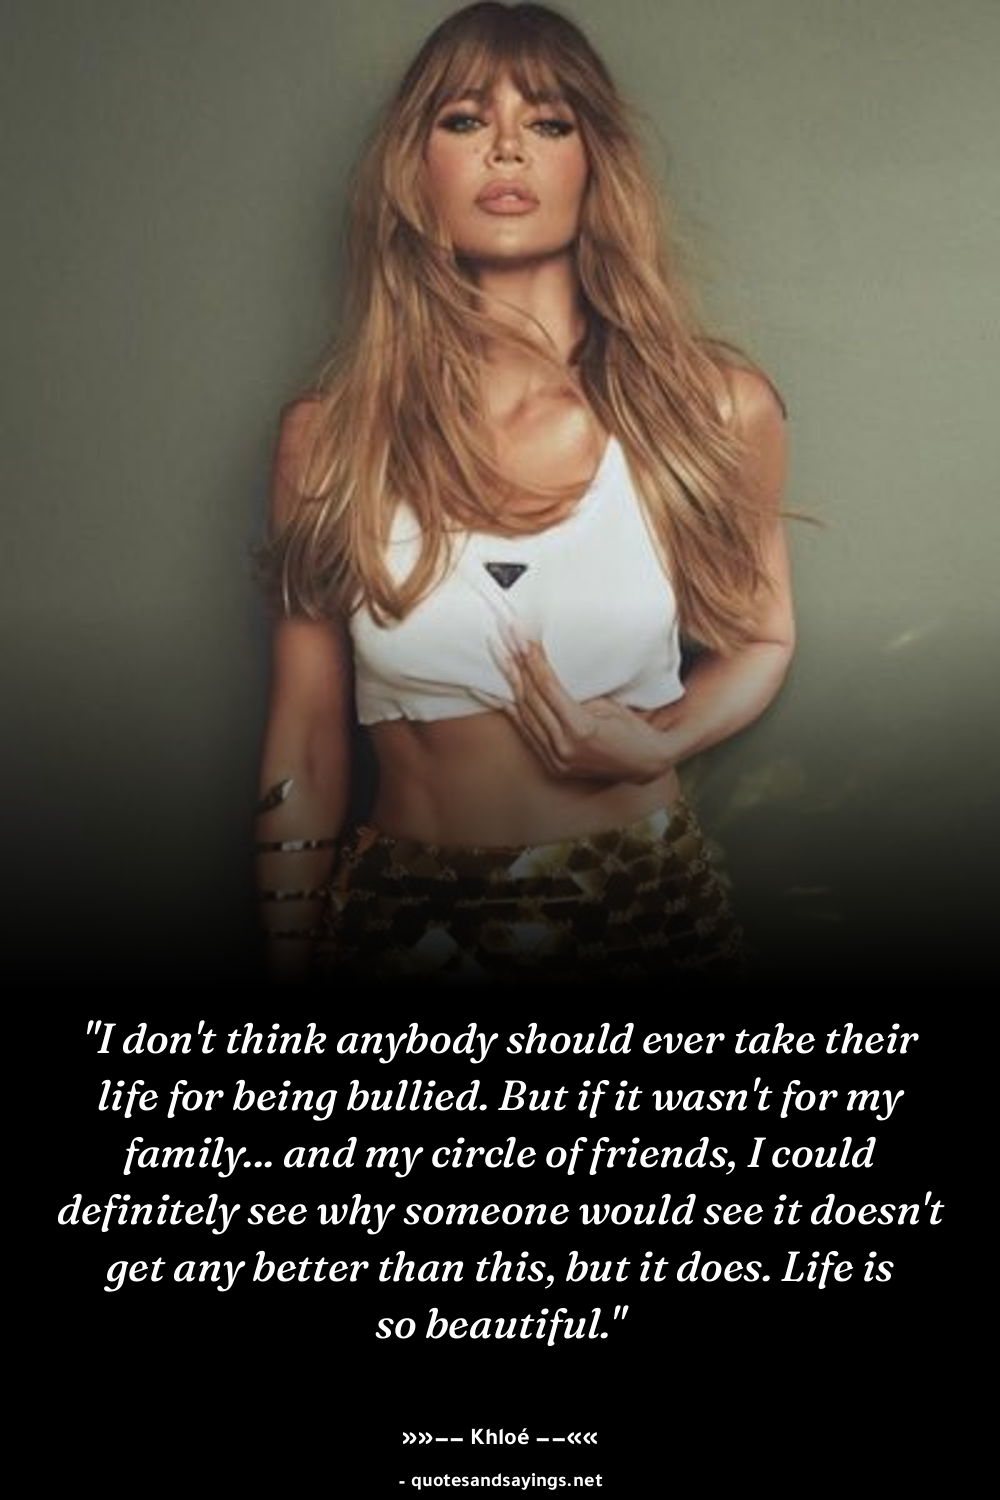 "I don't think anybody should ever take their
life for being bullied. But if it wasn't for my
family... and my circle of friends, I could
definitely see why someone would see it doesn't
get any better than this, but it does. Life is
so beautiful."
»»−− Khloé −−««
- quotesandsayings.net